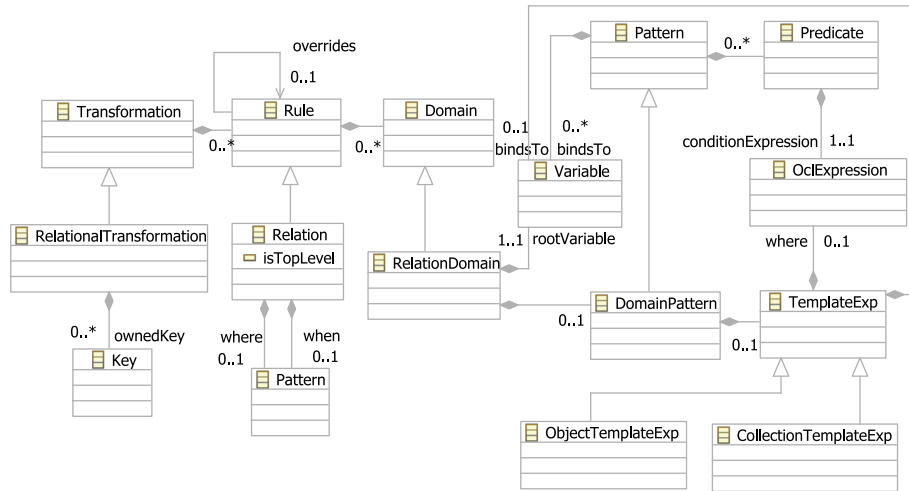 overrides
0..1
Pattern
0..*
Predicate
Transformation
0..*
Rule
0..*
Domain
0..1
bindsTo
0..*
bindsTo
conditionExpression
1..1
Variable
OclExpression
RelationalTransformation
Relation
isTopLevel
RelationDomain
1..1
rootVariable
where
0..1
0..1
DomainPattern
0..1
TemplateExp
0..*
ownedKey
where
0..1
when
0..1
Key
Pattern
ObjectTemplateExp
CollectionTemplateExp